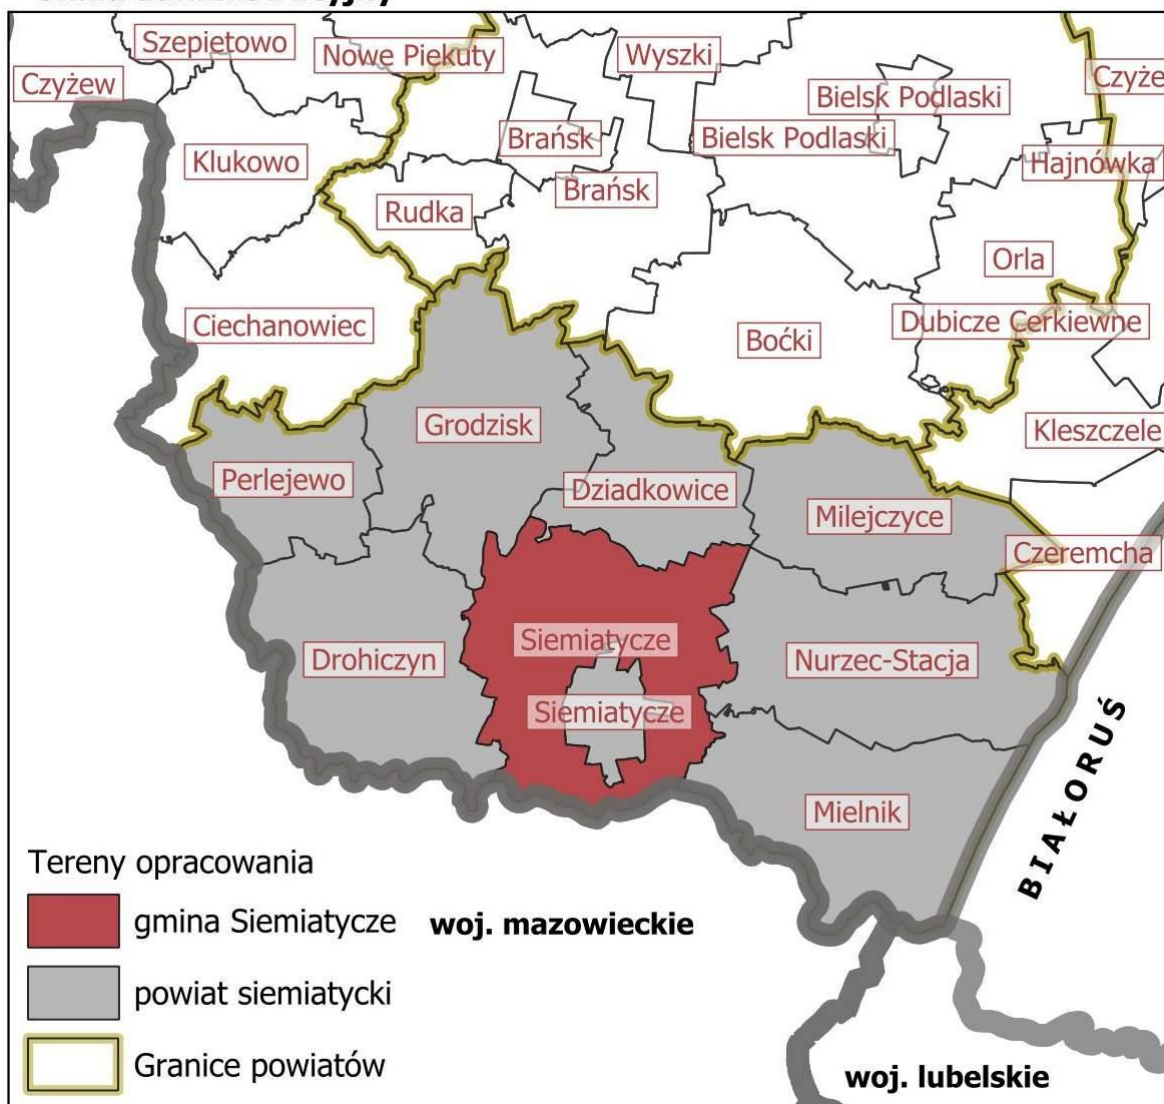 Szepietowo
Nowe Piekuty
Wyszki
Czyżew
Czyże
Bielsk Podlaski
Brańsk
Bielsk Podlaski
Klukowo
Hajnówka
Brańsk
Rudka
Orla
Ciechanowiec
Dubicze Cerkiewne
Boćki
Grodzisk
Kleszczele
Perlejewo
Dziadkowice
Milejczyce
Czeremcha
Siemiatycze
Drohiczyn
Nurzec-Stacja
Siemiatycze
Mielnik
BIAŁORUŚ
Tereny opracowania
gmina Siemiatycze
woj. mazowieckie
powiat siemiatycki
Granice powiatów
woj. lubelskie